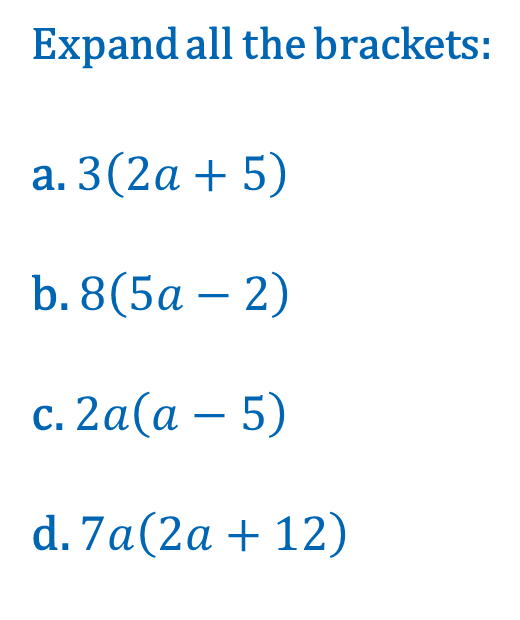 Expand all the brackets:
a. 3(2a + 5)
b. 8(5a − 2)
c. 2a(a − 5)
d. 7a(2a + 12)